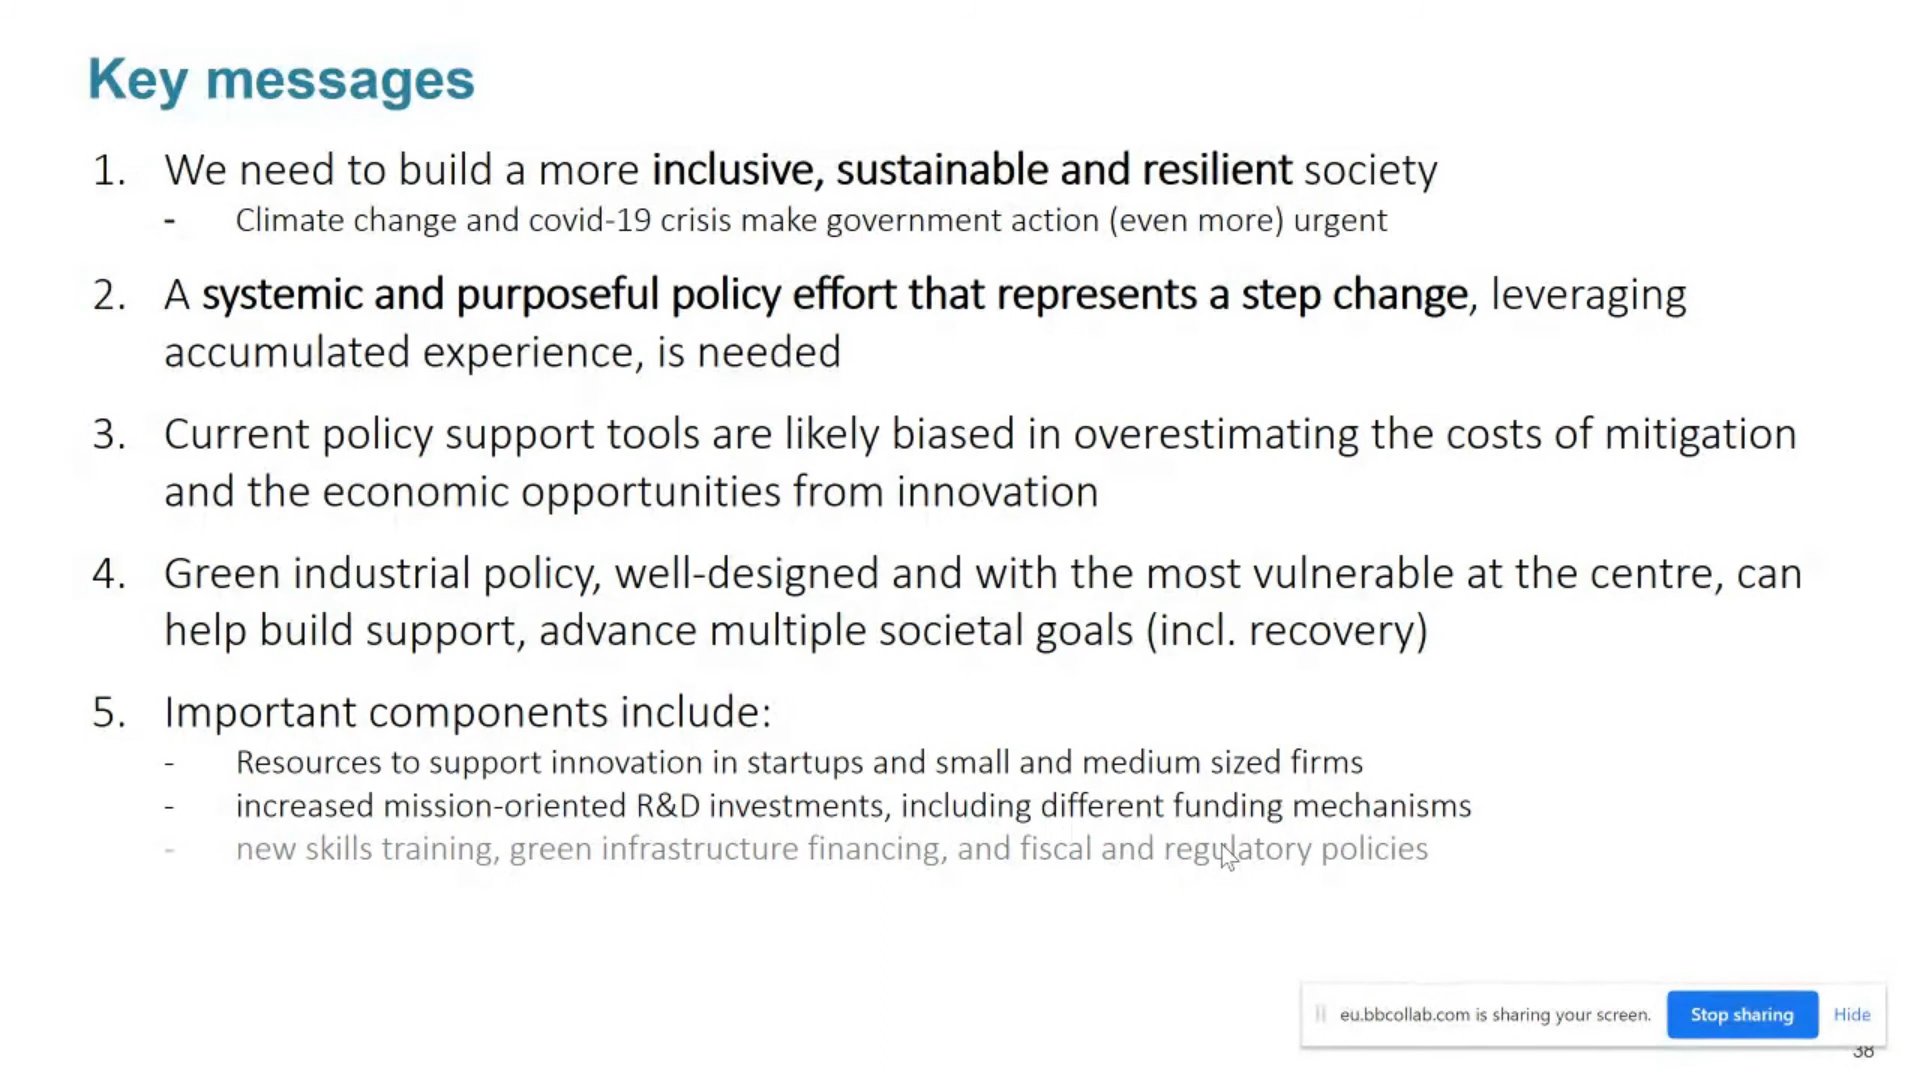 Key messages
1. We need to build a more inclusive, sustainable and resilient society
- Climate change and covid-19 crisis make government action (even more) urgent
2. A systemic and purposeful policy effort that represents a step change, leveraging
accumulated experience, is needed
3. Current policy support tools are likely biased in overestimating the costs of mitigation
and the economic opportunities from innovation
4. Green industrial policy, well-designed and with the most vulnerable at the centre, can
help build support, advance multiple societal goals (incl. recovery)
5. Important components include:
- Resources to support innovation in startups and small and medium sized firms
- increased mission-oriented R&D investments, including different funding mechanisms
- new skills training, green infrastructure financing, and fiscal and regulatory policies
eu.bbcollab.com is sharing your screen. Stop sharing Hide
38